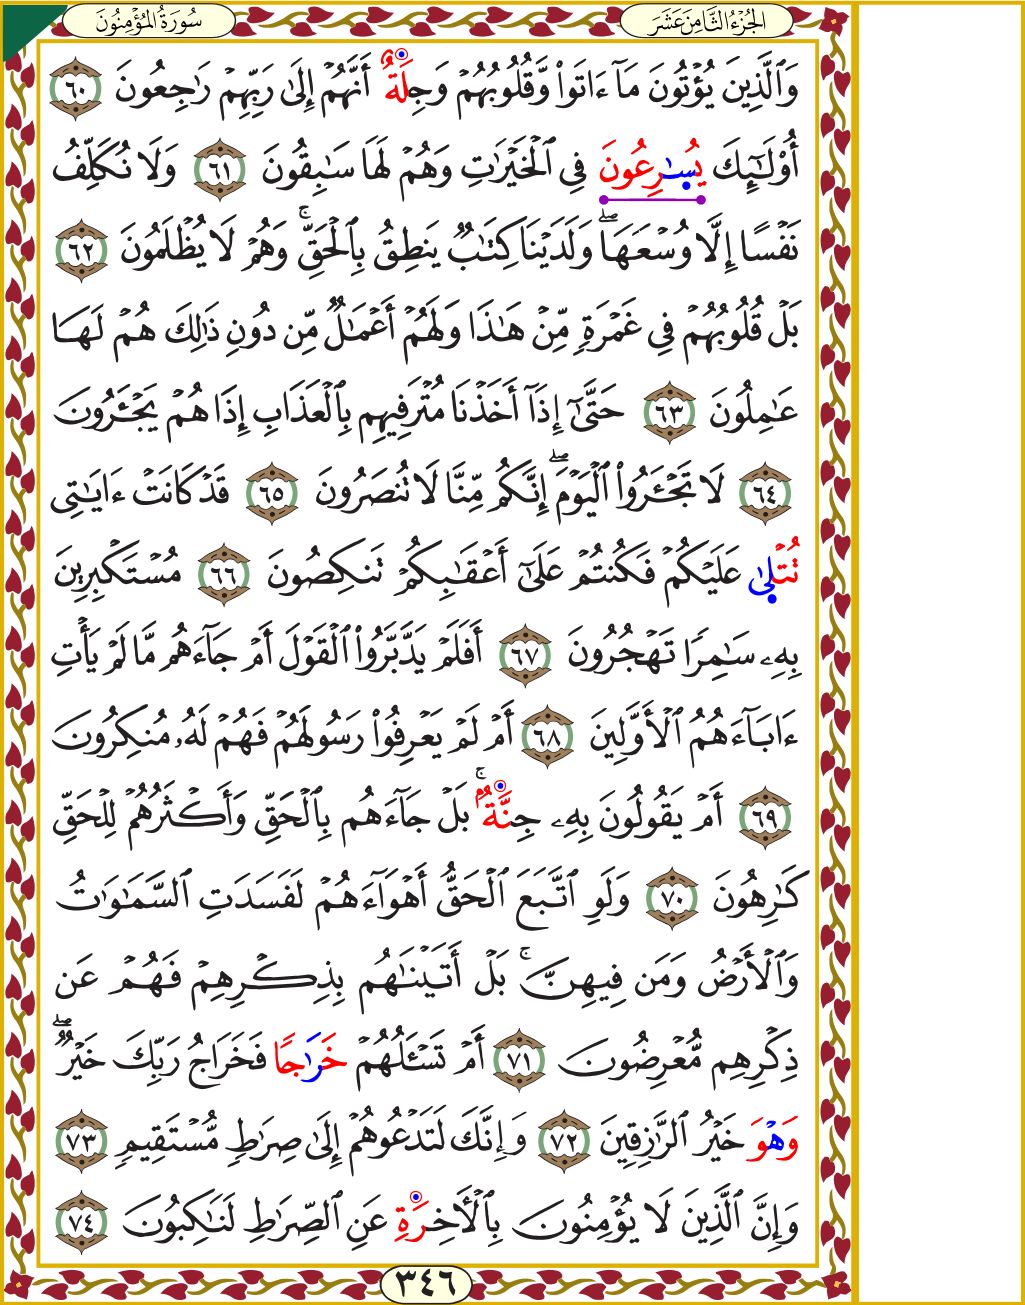 الجُزْءُ الثَّامِنَ عَشَرَ
سُورَةُ المُؤْمِنُونَ
وَٱلَّذِينَ يُؤۡتُونَ مَآ ءَاتَواْ وَّقُلُوبُهُمۡ وَجِلَةٌ أَنَّهُمۡ إِلَىٰ رَبِّهِمۡ رَٰجِعُونَ ٦٠
أُوْلَـٰٓئِكَ يُسَـٰرِعُونَ فِي ٱلۡخَيۡرَٰتِ وَهُمۡ لَهَا سَـٰبِقُونَ ٦١ وَلَا نُكَلِّفُ
نَفۡسًا إِلَّا وُسۡعَهَاۖ وَلَدَيۡنَا كِتَٰبٞ يَنطِقُ بِٱلۡحَقِّۚ وَهُمۡ لَا يُظۡلَمُونَ ٦٢
بَلۡ قُلُوبُهُمۡ فِي غَمۡرَةٖ مِّنۡ هَـٰذَا وَلَهُمۡ أَعۡمَٰلٞ مِّن دُونِ ذَٰلِكَ هُمۡ لَهَا
عَٰمِلُونَ ٦٣ حَتَّىٰٓ إِذَآ أَخَذۡنَا مُتۡرَفِيهِم بِٱلۡعَذَابِ إِذَا هُمۡ يَجۡـَٔرُونَ
٦٤ لَا تَجۡـَٔرُواْ ٱلۡيَوۡمَۖ إِنَّكُم مِّنَّا لَا تُنصَرُونَ ٦٥ قَدۡ كَانَتۡ ءَايَٰتِي
تُتۡلَىٰ عَلَيۡكُمۡ فَكُنتُمۡ عَلَىٰٓ أَعۡقَٰبِكُمۡ تَنكِصُونَ ٦٦ مُسۡتَكۡبِرِينَ
بِهِۦ سَٰمِرٗا تَهۡجُرُونَ ٦٧ أَفَلَمۡ يَدَّبَّرُواْ ٱلۡقَوۡلَ أَمۡ جَآءَهُم مَّا لَمۡ يَأۡتِ
ءَابَآءَهُمُ ٱلۡأَوَّلِينَ ٦٨ أَمۡ لَمۡ يَعۡرِفُواْ رَسُولَهُمۡ فَهُمۡ لَهُۥ مُنكِرُونَ
٦٩ أَمۡ يَقُولُونَ بِهِۦ جِنَّةُۢۚ بَلۡ جَآءَهُم بِٱلۡحَقِّ وَأَكۡثَرُهُمۡ لِلۡحَقِّ
كَٰرِهُونَ ٧٠ وَلَوِ ٱتَّبَعَ ٱلۡحَقُّ أَهۡوَآءَهُمۡ لَفَسَدَتِ ٱلسَّمَٰوَٰتُ
وَٱلۡأَرۡضُ وَمَن فِيهِنَّۚ بَلۡ أَتَيۡنَٰهُم بِذِكۡرِهِمۡ فَهُمۡ عَن
ذِكۡرِهِم مُّعۡرِضُونَ ٧١ أَمۡ تَسۡـَٔلُهُمۡ خَرَٰجٗا فَخَرَاجُ رَبِّكَ خَيۡرٞۖ
وَهۡوَ خَيۡرُ ٱلرَّٰزِقِينَ ٧٢ وَإِنَّكَ لَتَدۡعُوهُمۡ إِلَىٰ صِرَٰطٖ مُّسۡتَقِيمٖ ٧٣
وَإِنَّ ٱلَّذِينَ لَا يُؤۡمِنُونَ بِٱلۡأٓخِرَةِ عَنِ ٱلصِّرَٰطِ لَنَٰكِبُونَ ٧٤
٣٤٦